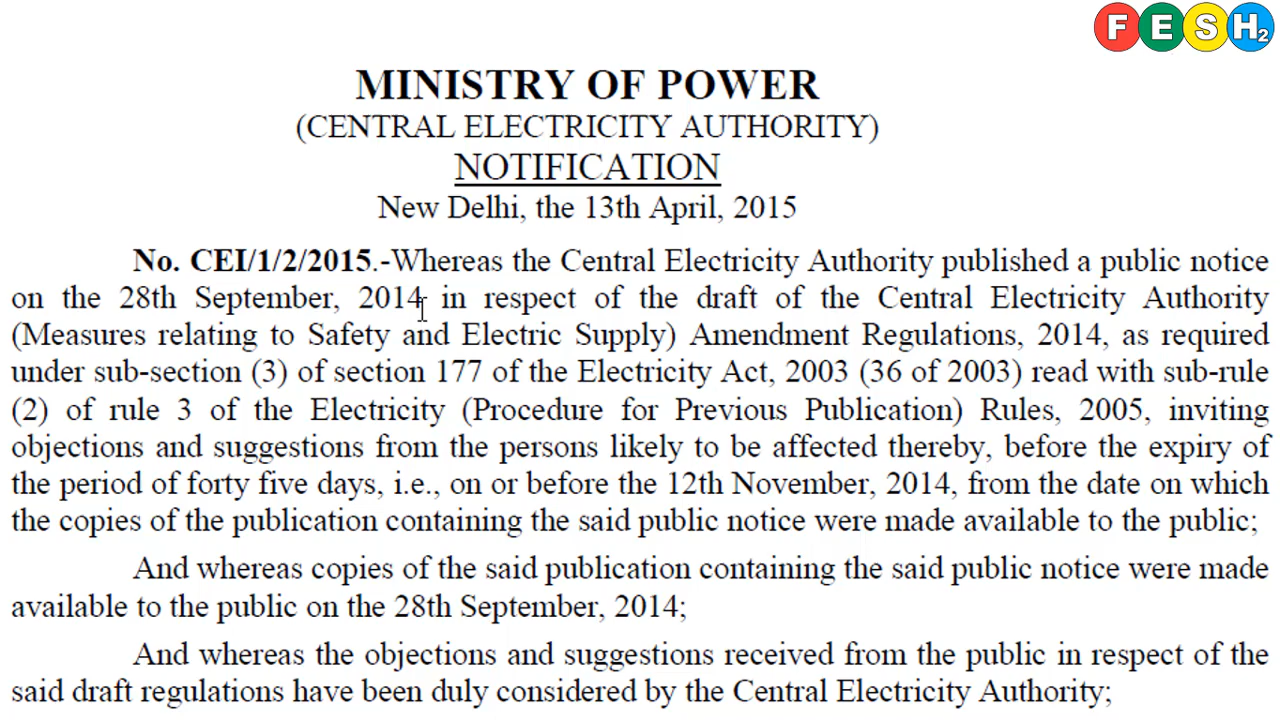 FESH2
MINISTRY OF POWER
(CENTRAL ELECTRICITY AUTHORITY)
NOTIFICATION
New Delhi, the 13th April, 2015
No. CEI/1/2/2015.-Whereas the Central Electricity Authority published a public notice
on the 28th September, 2014 in respect of the draft of the Central Electricity Authority
(Measures relating to Safety and Electric Supply) Amendment Regulations, 2014, as required
under sub-section (3) of section 177 of the Electricity Act, 2003 (36 of 2003) read with sub-rule
(2) of rule 3 of the Electricity (Procedure for Previous Publication) Rules, 2005, inviting
objections and suggestions from the persons likely to be affected thereby, before the expiry of
the period of forty five days, i.e., on or before the 12th November, 2014, from the date on which
the copies of the publication containing the said public notice were made available to the public;
And whereas copies of the said publication containing the said public notice were made
available to the public on the 28th September, 2014;
And whereas the objections and suggestions received from the public in respect of the
said draft regulations have been duly considered by the Central Electricity Authority;